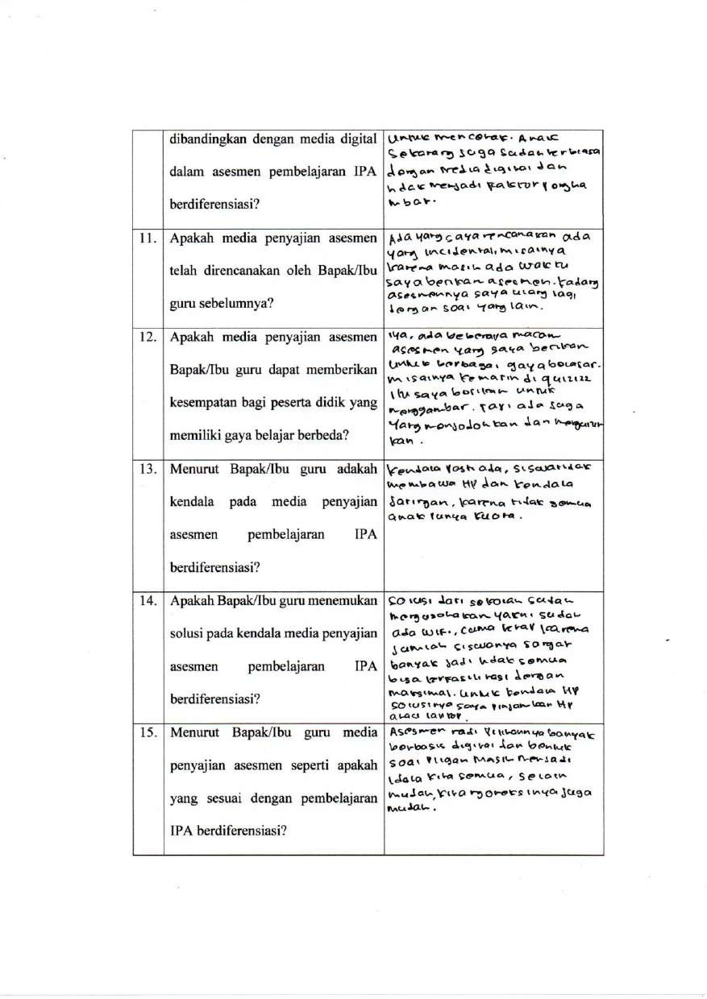 dibandingkan dengan media digital
dalam asesmen pembelajaran IPA
berdiferensiasi?
untuk mencetak. Anak
Sekarang juga sudah terbiasa
dengan media digital dan
tidak menjadi faktor pengha
mbat.
11. Apakah media penyajian asesmen
telah direncanakan oleh Bapak/Ibu
guru sebelumnya?
Ada yang saya rencanakan ada
yang incidental, misalnya
karena masih ada waktu
saya berikan asesmen. kadang
asesmennya saya ulang lagi
dengan soal yang lain.
12. Apakah media penyajian asesmen
Bapak/Ibu guru dapat memberikan
kesempatan bagi peserta didik yang
memiliki gaya belajar berbeda?
iya, ada beberapa macam
asesmen yang saya berikan
untuk berbagai gaya belajar.
misalnya kemarin di quizizz
itu saya berikan untuk
menggambar. tapi ada juga
yang menjodohkan dan mengurut
kan.
13. Menurut Bapak/Ibu guru adakah
kendala pada media penyajian
asesmen pembelajaran IPA
berdiferensiasi?
kendala pasti ada, siswa tidak
membawa HP dan kendala
jaringan, karena tidak semua
anak punya kuota.
14. Apakah Bapak/Ibu guru menemukan
solusi pada kendala media penyajian
asesmen pembelajaran IPA
berdiferensiasi?
solusi dari sekolah sudah
mengusahakan yakni sudah
ada wifi, cuma karena
jumlah siswanya sangat
banyak jadi tidak semua
bisa terfasilitasi dengan
maksimal. untuk kendala HP
solusinya saya pinjamkan HP
atau laptop.
15. Menurut Bapak/Ibu guru media
penyajian asesmen seperti apakah
yang sesuai dengan pembelajaran
IPA berdiferensiasi?
Asesmen tadi pilihannya banyak
berbasis digital dan bentuk
soal pilgan masih menjadi
idola kita semua, selain
mudah, kita ngoreksinya juga
mudah.